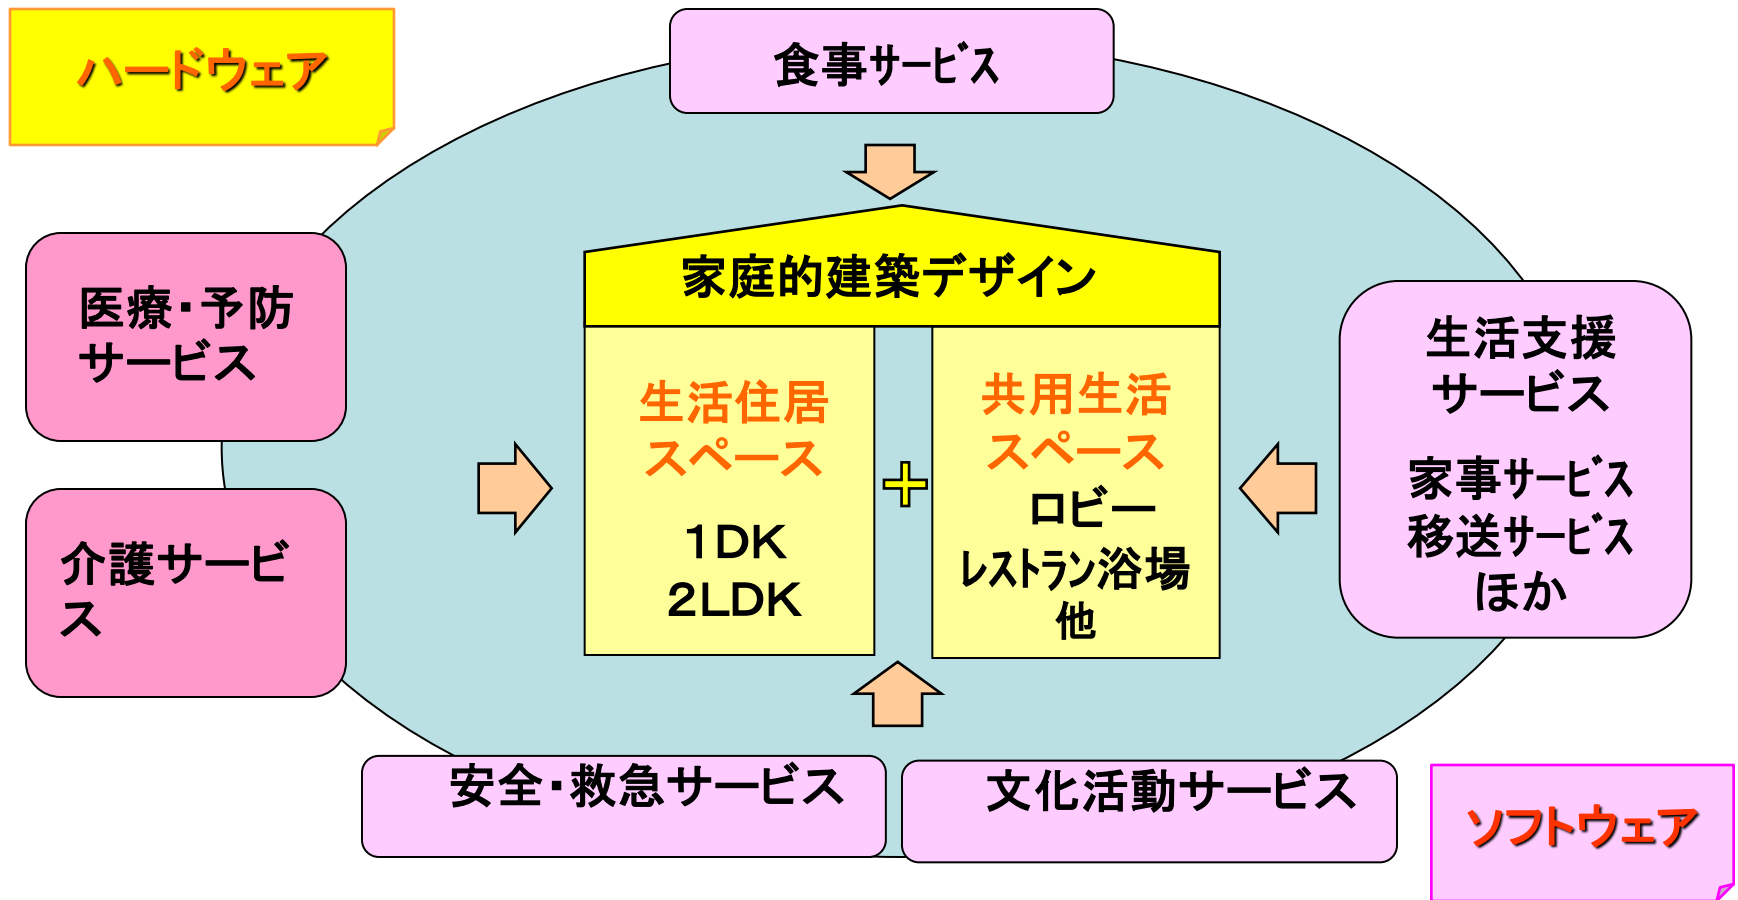 ハードウェア
食事サービス
医療・予防
サービス
介護サービ
ス
家庭的建築デザイン
生活住居
スペース
１DK
２LDK
＋
共用生活
スペース
ロビー
レストラン浴場
他
生活支援
サービス
家事サービス
移送サービス
ほか
安全・救急サービス
文化活動サービス
ソフトウェア